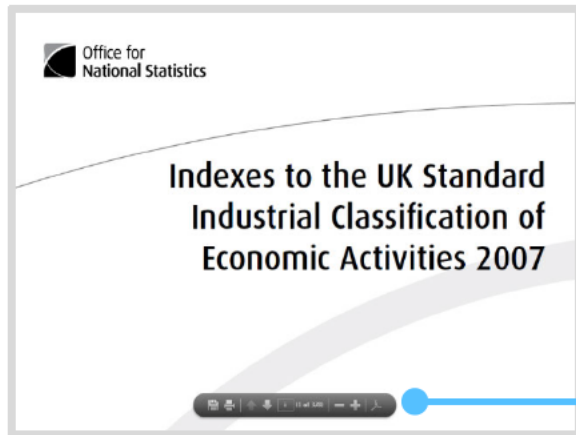 Office for
National Statistics
Indexes to the UK Standard
Industrial Classification of
Economic Activities 2007